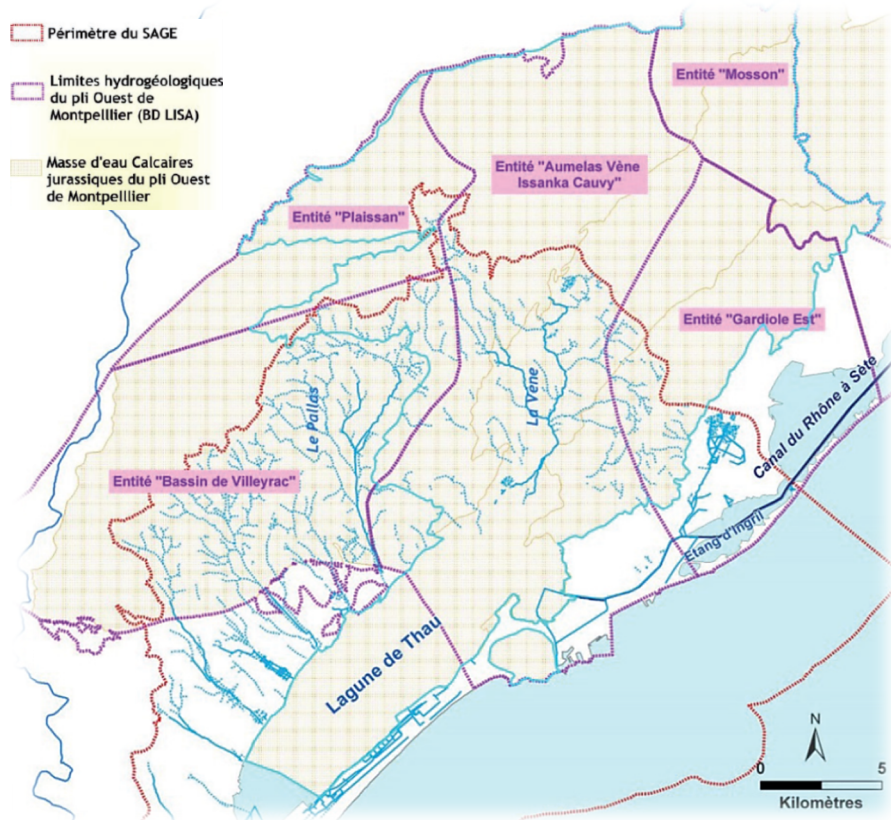 Périmètre du SAGE
Limites hydrogéologiques
du pli Ouest de
Montpellier (BD LISA)
Masse d'eau Calcaires
jurassiques du pli Ouest
de Montpelllier
Entité "Mosson"
Entité "Aumelas Vène
Issanka Cauvy"
Entité "Plaissan"
Entité "Gardiole Est"
Le Pallas
La Vène
Canal du Rhône à Sète
Entité "Bassin de Villeyrac"
Etang d'Ingril
Lagune de Thau
N
0 5
Kilomètres